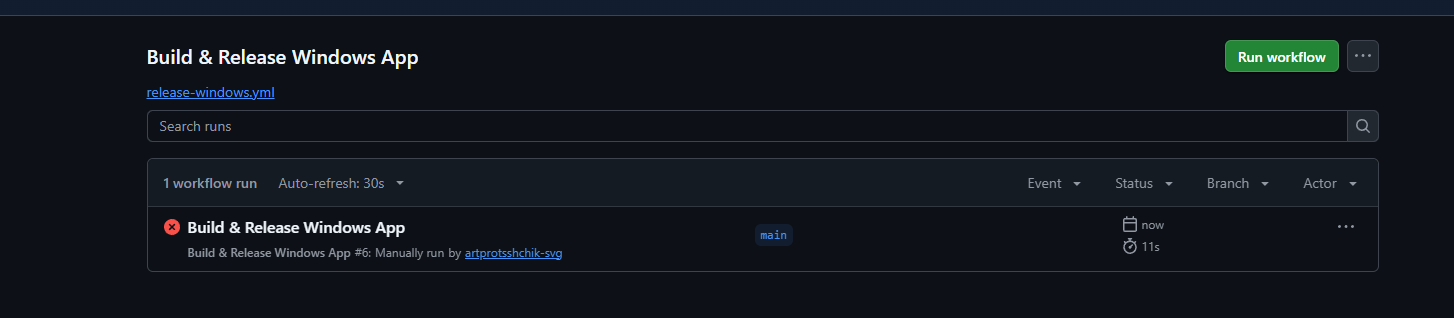 Build & Release Windows App
Run workflow
release-windows.yml
Search runs
1 workflow run Auto-refresh: 30s Event Status Branch Actor
Build & Release Windows App
main
now
Build & Release Windows App #6: Manually run by artprotsshchik-svg
11s